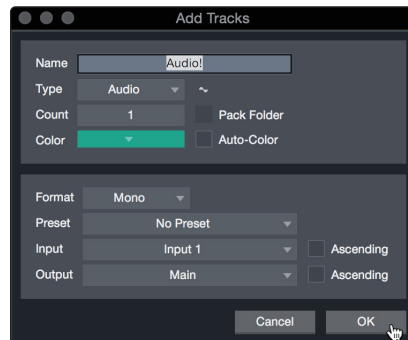 Add Tracks
Name Audio!
Type Audio
Count 1 Pack Folder
Color Auto-Color
Format Mono
Preset No Preset
Input Input 1 Ascending
Output Main Ascending
Cancel OK